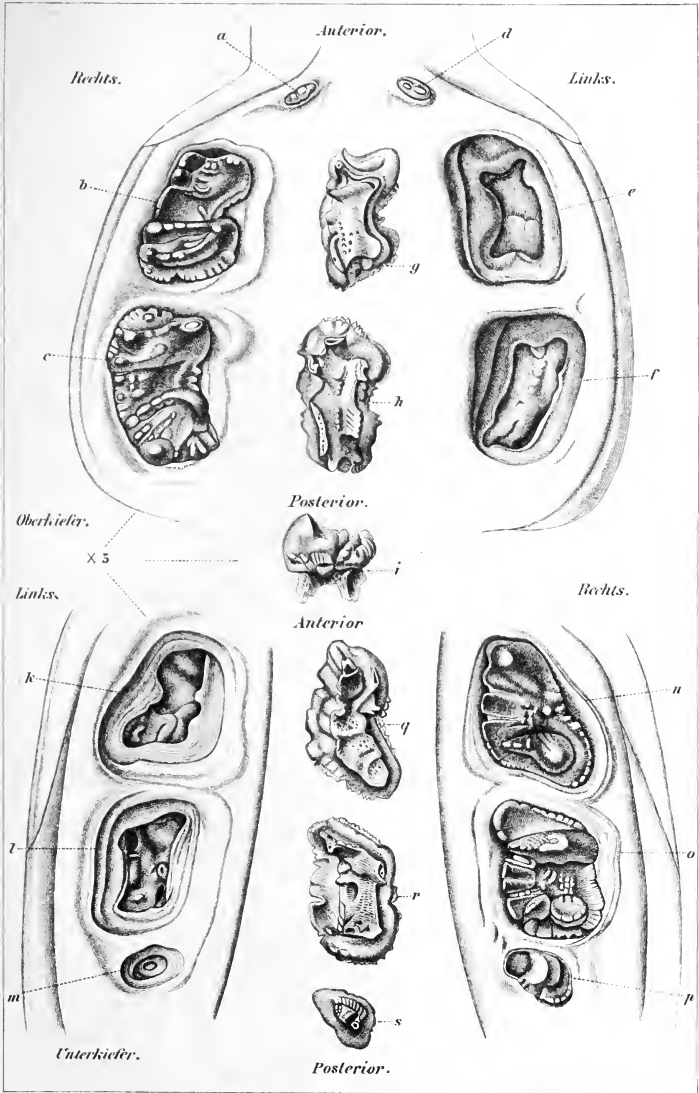 a Anterior. d
Rechts. Links.
b e
g
c h f
Posterior.
Oberkiefer.
× 3 i
Links. Rechts.
Anterior
k n
q
l r o
m p
s
Unterkiefer.
Posterior.